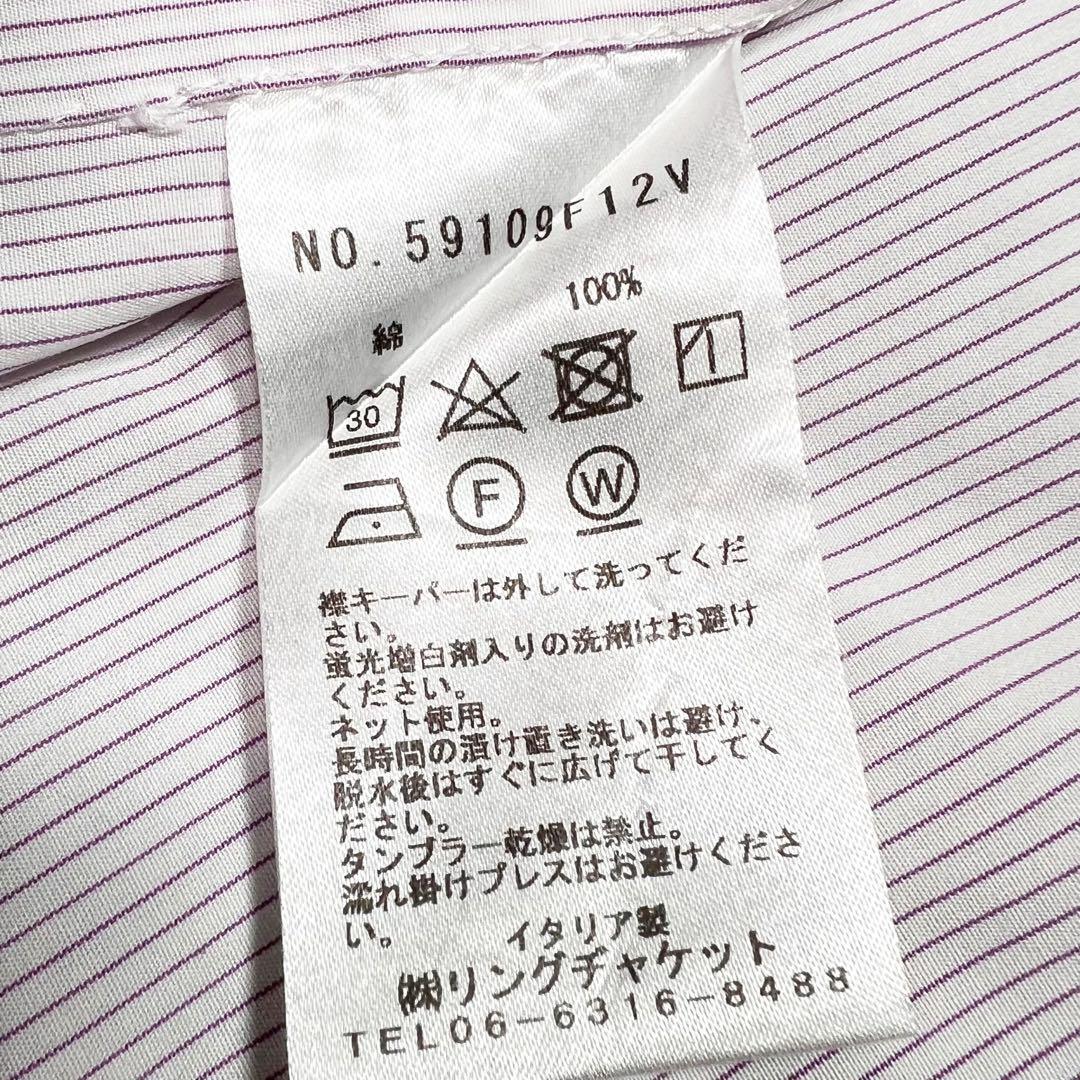 NO. 59109F12V
綿 100%
30
F W
襟キーパーは外して洗ってくだ
さい。
蛍光増白剤入りの洗剤はお避け
ください。
ネット使用。
長時間の漬け置き洗いは避け、
脱水後はすぐに広げて干してく
ださい。
タンブラー乾燥は禁止。
濡れ掛けプレスはお避けくださ
い。
イタリア製
㈱リングヂャケット
TEL06-6316-8488